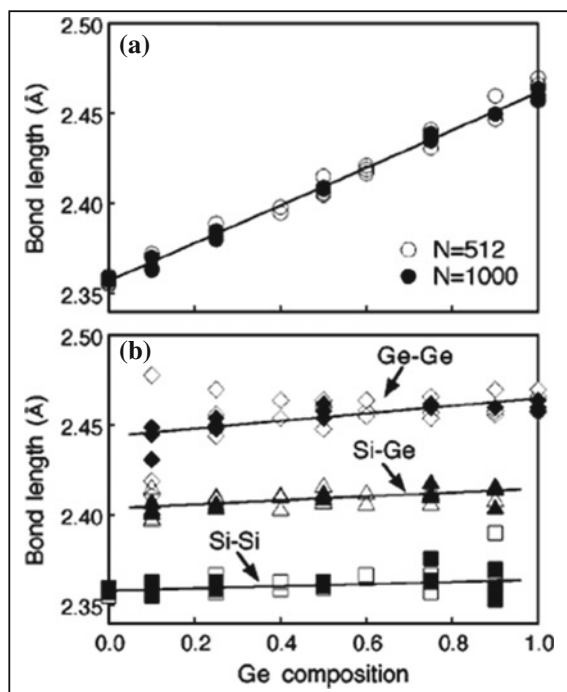 (a)
2.50
2.45
2.40
2.35
Bond length (Å)
N=512
N=1000
(b)
2.50
2.45
2.40
2.35
Bond length (Å)
Ge-Ge
Si-Ge
Si-Si
0.0 0.2 0.4 0.6 0.8 1.0
Ge composition